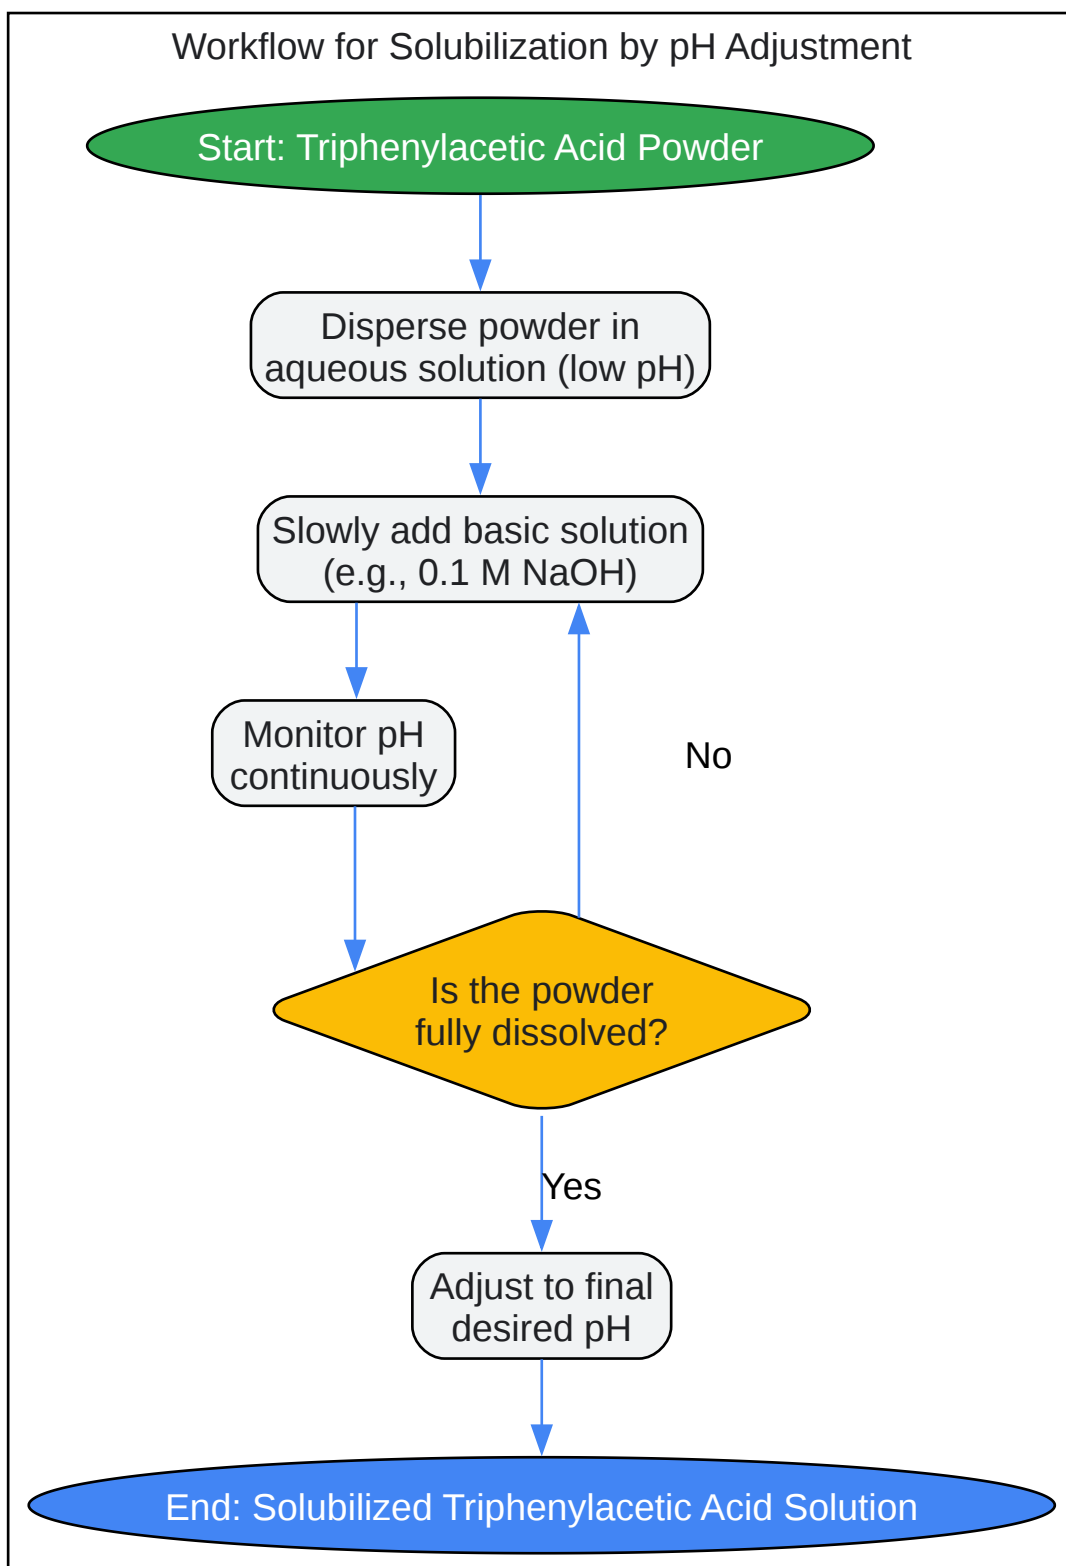 Workflow for Solubilization by pH Adjustment
Start: Triphenylacetic Acid Powder
Disperse powder in
aqueous solution (low pH)
Slowly add basic solution
(e.g., 0.1 M NaOH)
Monitor pH
continuously
No
Is the powder
fully dissolved?
Yes
Adjust to final
desired pH
End: Solubilized Triphenylacetic Acid Solution